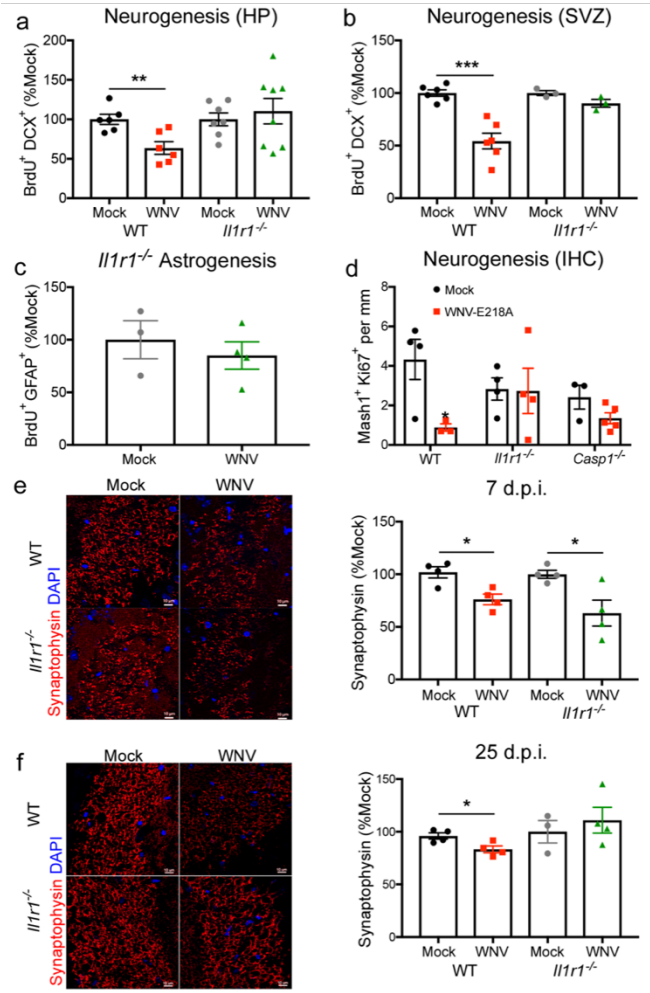 a
Neurogenesis (HP)
BrdU+ DCX+ (%Mock)
200
150
100
50
0
**
Mock WNV Mock WNV
WT Il1r1-/-
b
Neurogenesis (SVZ)
BrdU+ DCX+ (%Mock)
150
100
50
0
***
Mock WNV Mock WNV
WT Il1r1-/-
c
Il1r1-/- Astrogenesis
BrdU+ GFAP+ (%Mock)
150
100
50
0
Mock WNV
d
Neurogenesis (IHC)
Mash1+ Ki67+ per mm
8
6
4
2
0
Mock
WNV-E218A
*
WT Il1r1-/- Casp1-/-
e
Mock WNV
WT
Il1r1-/-
Synaptophysin DAPI
7 d.p.i.
Synaptophysin (%Mock)
150
100
50
0
* *
Mock WNV Mock WNV
WT Il1r1-/-
f
Mock WNV
WT
Il1r1-/-
Synaptophysin DAPI
25 d.p.i.
Synaptophysin (%Mock)
150
100
50
0
*
Mock WNV Mock WNV
WT Il1r1-/-